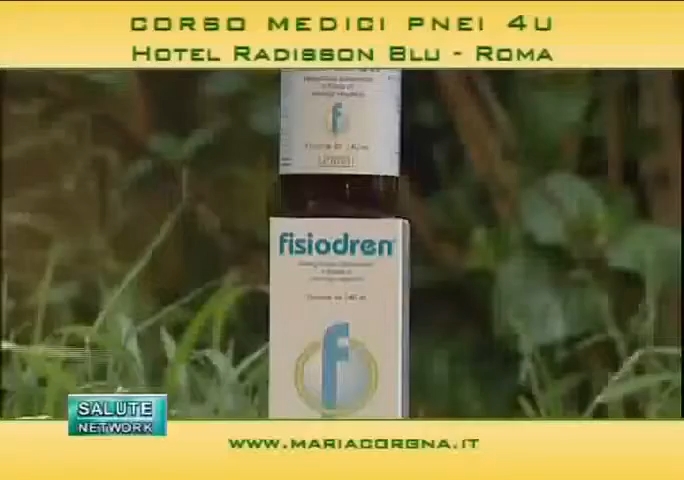 CORSO MEDICI PNEI 4U
HOTEL RADISSON BLU - ROMA
f
fisiodren
f
SALUTE
NETWORK
WWW.MARIACORGNA.IT